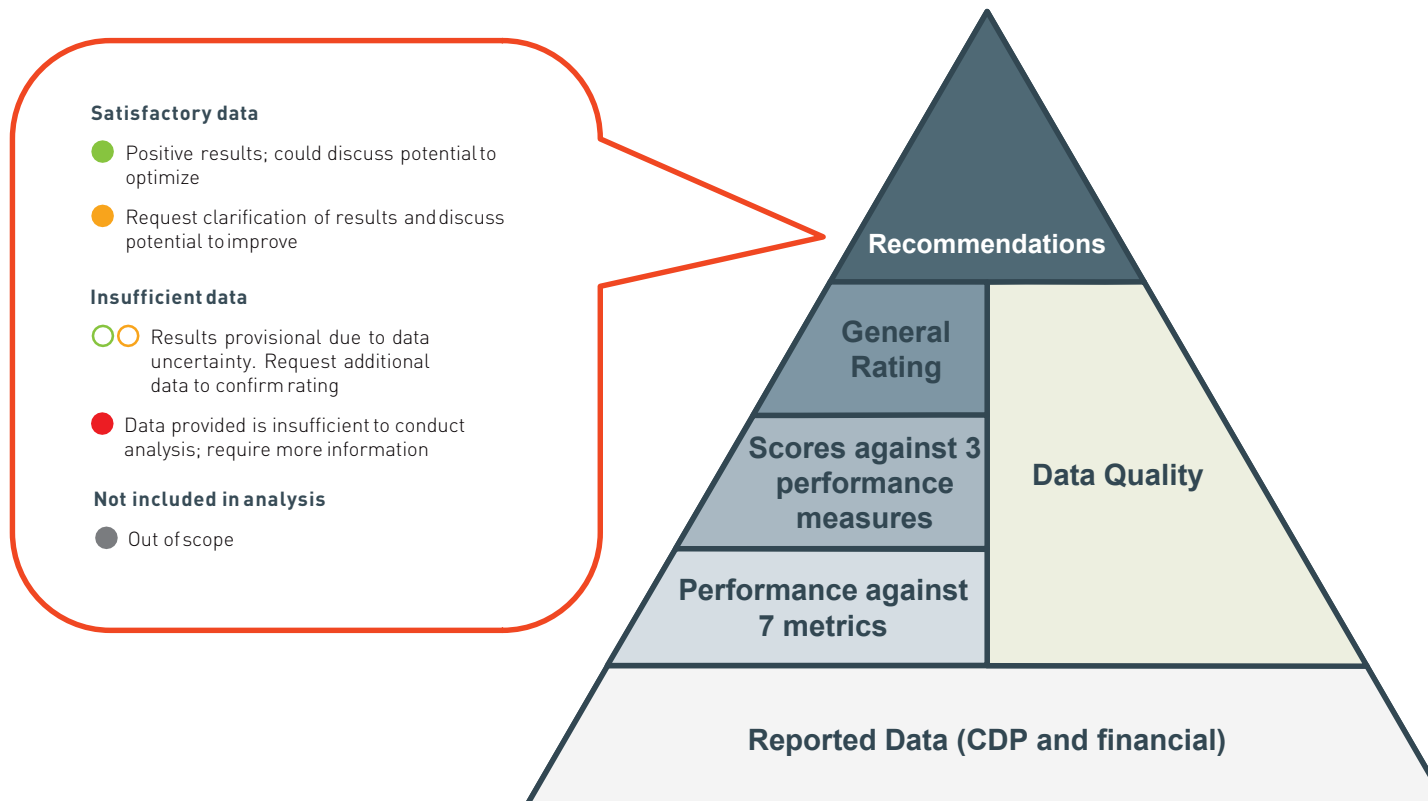 Satisfactory data
Positive results; could discuss potential to
optimize
Request clarification of results and discuss
potential to improve
Insufficient data
Results provisional due to data
uncertainty. Request additional
data to confirm rating
Data provided is insufficient to conduct
analysis; require more information
Not included in analysis
Out of scope
Recommendations
General
Rating
Scores against 3
performance
measures
Performance against
7 metrics
Data Quality
Reported Data (CDP and financial)